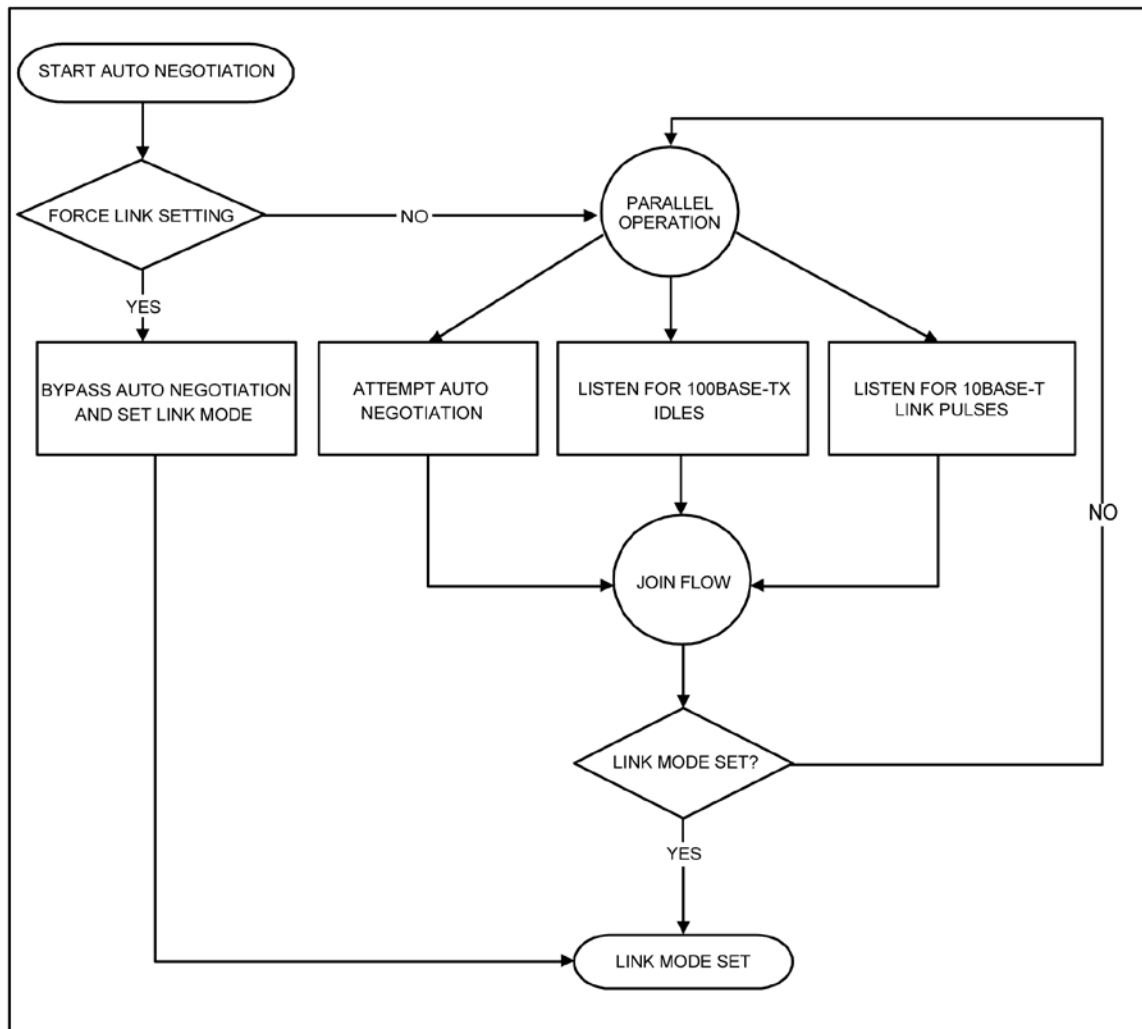 START AUTO NEGOTIATION
FORCE LINK SETTING
NO
PARALLEL
OPERATION
YES
BYPASS AUTO NEGOTIATION
AND SET LINK MODE
ATTEMPT AUTO
NEGOTIATION
LISTEN FOR 100BASE-TX
IDLES
LISTEN FOR 10BASE-T
LINK PULSES
NO
JOIN FLOW
LINK MODE SET?
YES
LINK MODE SET